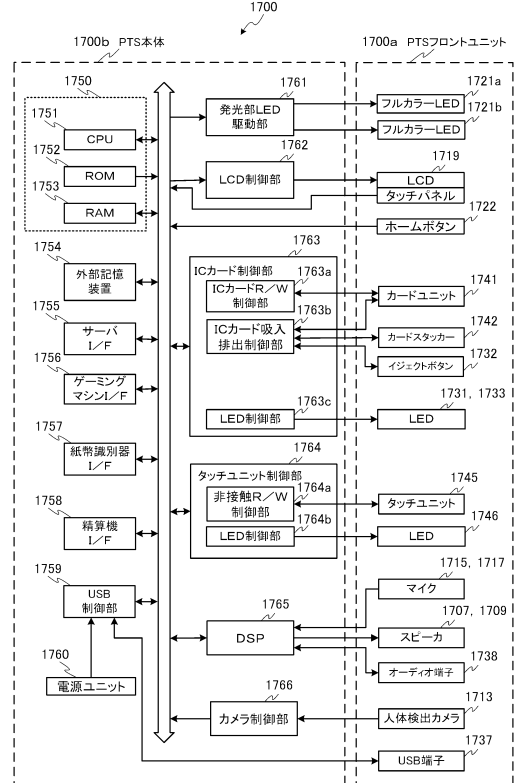 1700
1700b PTS本体
1700a PTSフロントユニット
1750
1751
CPU
1752
ROM
1753
RAM
1754
外部記憶
装置
1755
サーバ
I/F
1756
ゲーミング
マシンI/F
1757
紙幣識別器
I/F
1758
精算機
I/F
1759
USB
制御部
1760
電源ユニット
1761
発光部LED
駆動部
1762
LCD制御部
1763
ICカード制御部
1763a
ICカードR/W
制御部
1763b
ICカード吸入
排出制御部
1763c
LED制御部
1764
タッチユニット制御部
1764a
非接触R/W
制御部
1764b
LED制御部
1765
DSP
1766
カメラ制御部
1721a
フルカラーLED
1721b
フルカラーLED
1719
LCD
タッチパネル
1722
ホームボタン
1741
カードユニット
1742
カードスタッカー
1732
イジェクトボタン
1731, 1733
LED
1745
タッチユニット
1746
LED
1715, 1717
マイク
1707, 1709
スピーカ
1738
オーディオ端子
1713
人体検出カメラ
1737
USB端子